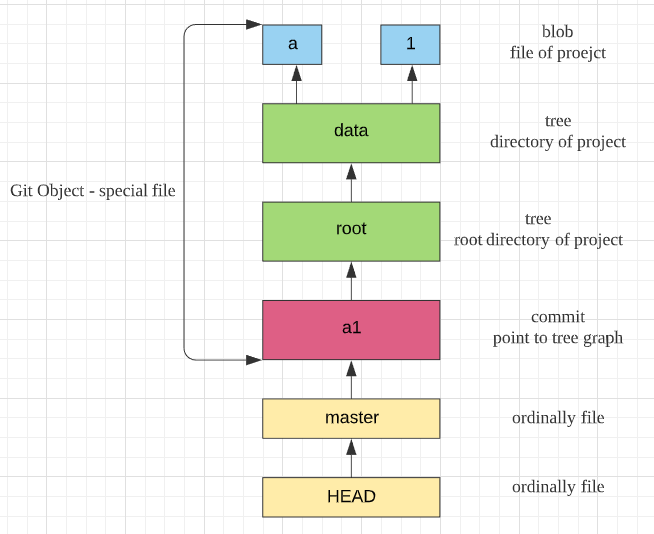 a
1
blob
file of proejct
data
tree
directory of project
Git Object - special file
root
tree
root directory of project
a1
commit
point to tree graph
master
ordinally file
HEAD
ordinally file